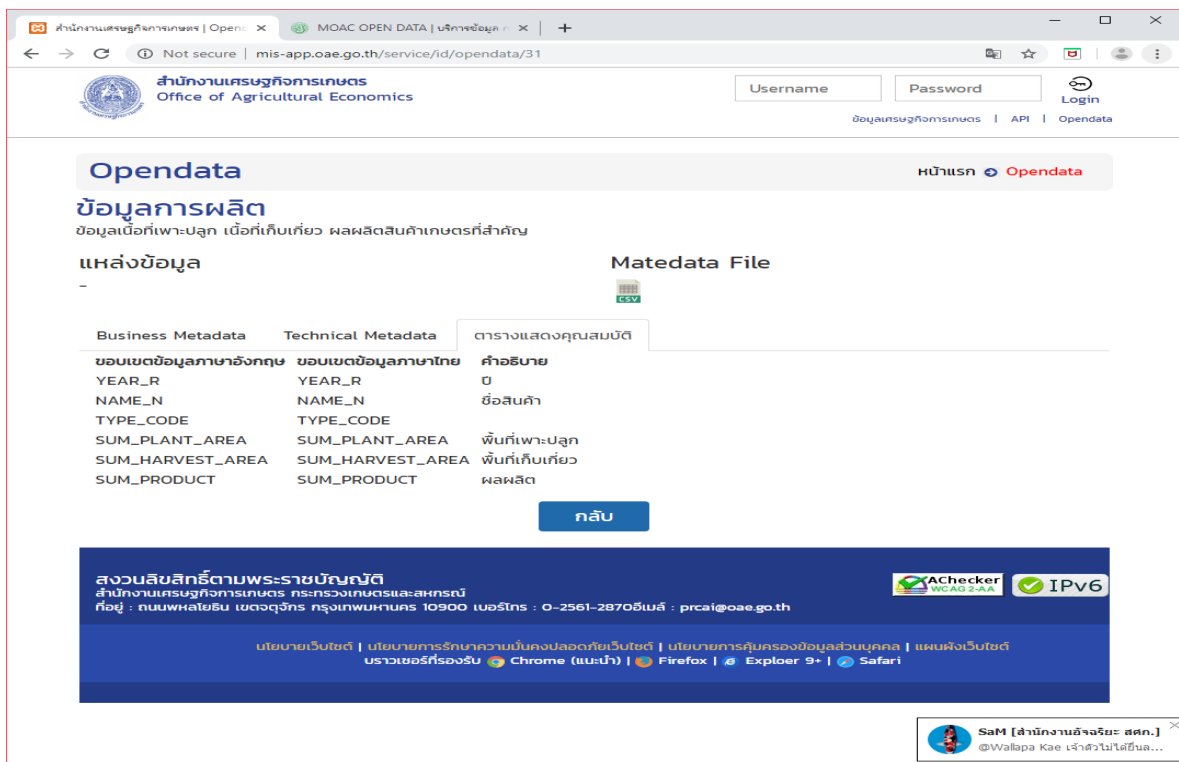 สำนักงานเศรษฐกิจการเกษตร | Open
MOAC OPEN DATA | บริการข้อมูล
Not secure | mis-app.oae.go.th/service/id/opendata/31
สำนักงานเศรษฐกิจการเกษตร
Office of Agricultural Economics
Username
Password
Login
ข้อมูลเศรษฐกิจการเกษตร | API | Opendata
Opendata
หน้าแรก Opendata
ข้อมูลการผลิต
ข้อมูลเนื้อที่เพาะปลูก เนื้อที่เก็บเกี่ยว ผลผลิตสินค้าเกษตรที่สำคัญ
แหล่งข้อมูล Matedata File
-
CSV
Business Metadata Technical Metadata ตารางแสดงคุณสมบัติ
ขอบเขตข้อมูลภาษาอังกฤษ ขอบเขตข้อมูลภาษาไทย คำอธิบาย
YEAR_R YEAR_R ปี
NAME_N NAME_N ชื่อสินค้า
TYPE_CODE TYPE_CODE
SUM_PLANT_AREA SUM_PLANT_AREA พื้นที่เพาะปลูก
SUM_HARVEST_AREA SUM_HARVEST_AREA พื้นที่เก็บเกี่ยว
SUM_PRODUCT SUM_PRODUCT ผลผลิต
กลับ
สงวนลิขสิทธิ์ตามพระราชบัญญัติ
สำนักงานเศรษฐกิจการเกษตร กระทรวงเกษตรและสหกรณ์
ที่อยู่ : ถนนพหลโยธิน เขตจตุจักร กรุงเทพมหานคร 10900 เบอร์โทร : 0-2561-2870อีเมล์ : prcai@oae.go.th
AChecker
WCAG 2-AA
IPv6
นโยบายเว็บไซต์ | นโยบายการรักษาความมั่นคงปลอดภัยเว็บไซต์ | นโยบายการคุ้มครองข้อมูลส่วนบุคคล | แผนผังเว็บไซต์
บราวเซอร์ที่รองรับ Chrome (แนะนำ) | Firefox | Exploer 9+ | Safari
SaM [สำนักงานอัจฉริยะ สศก.]
@Wallapa Kae เจ้าตัวไม่ได้ยืนล...